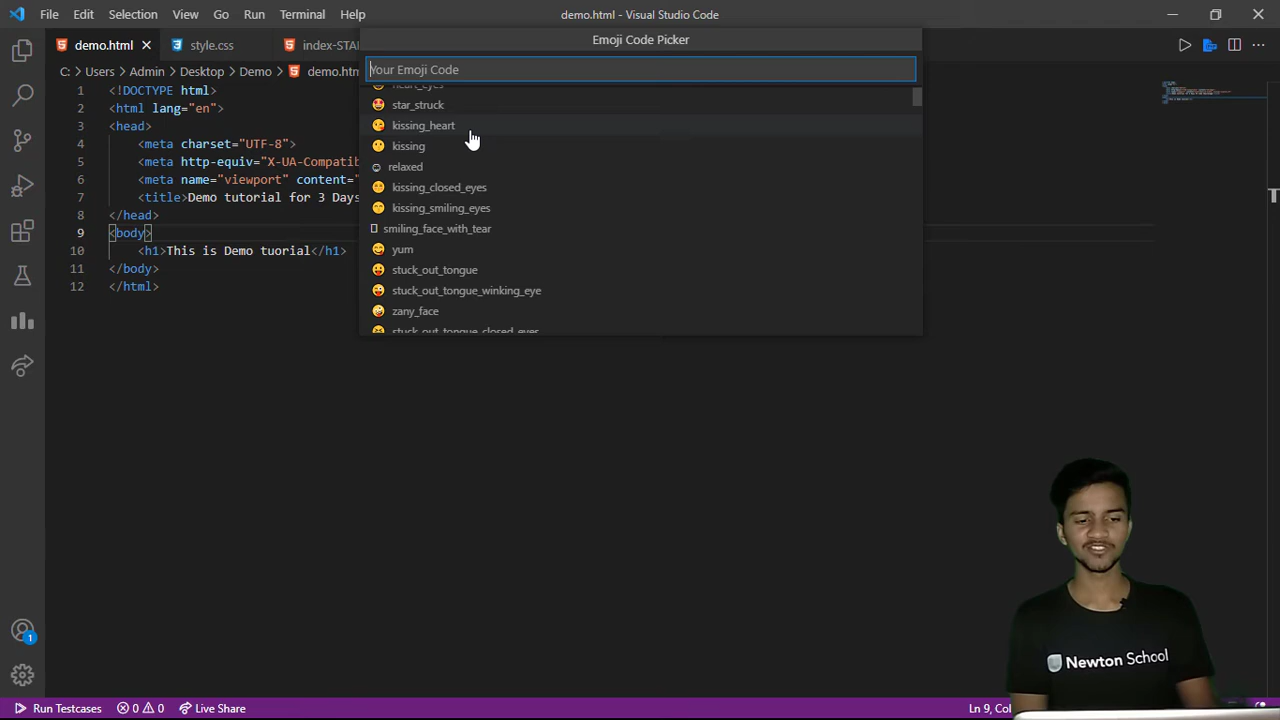 File Edit Selection View Go Run Terminal Help demo.html - Visual Studio Code
Emoji Code Picker
demo.html style.css index-STA
Your Emoji Code
C: > Users > Admin > Desktop > Demo > demo.htm
heart_eyes
star_struck
kissing_heart
kissing
relaxed
kissing_closed_eyes
kissing_smiling_eyes
smiling_face_with_tear
yum
stuck_out_tongue
stuck_out_tongue_winking_eye
zany_face
stuck_out_tongue_closed_eyes
1 <!DOCTYPE html>
2 <html lang="en">
3 <head>
4 <meta charset="UTF-8">
5 <meta http-equiv="X-UA-Compatib
6 <meta name="viewport" content="
7 <title>Demo tutorial for 3 Days
8 </head>
9 <body>
10 <h1>This is Demo tuorial</h1>
11 </body>
12 </html>
Newton School
1
Run Testcases 0 0 Live Share Ln 9, Col